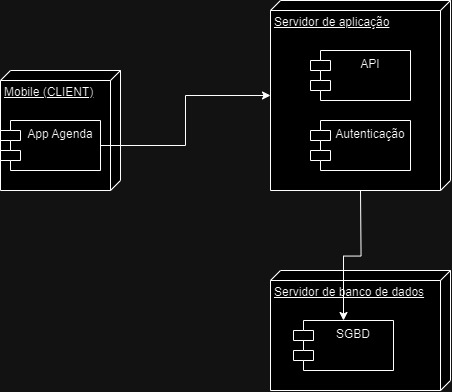 Servidor de aplicação
API
Mobile (CLIENT)
App Agenda
Autenticação
Servidor de banco de dados
SGBD